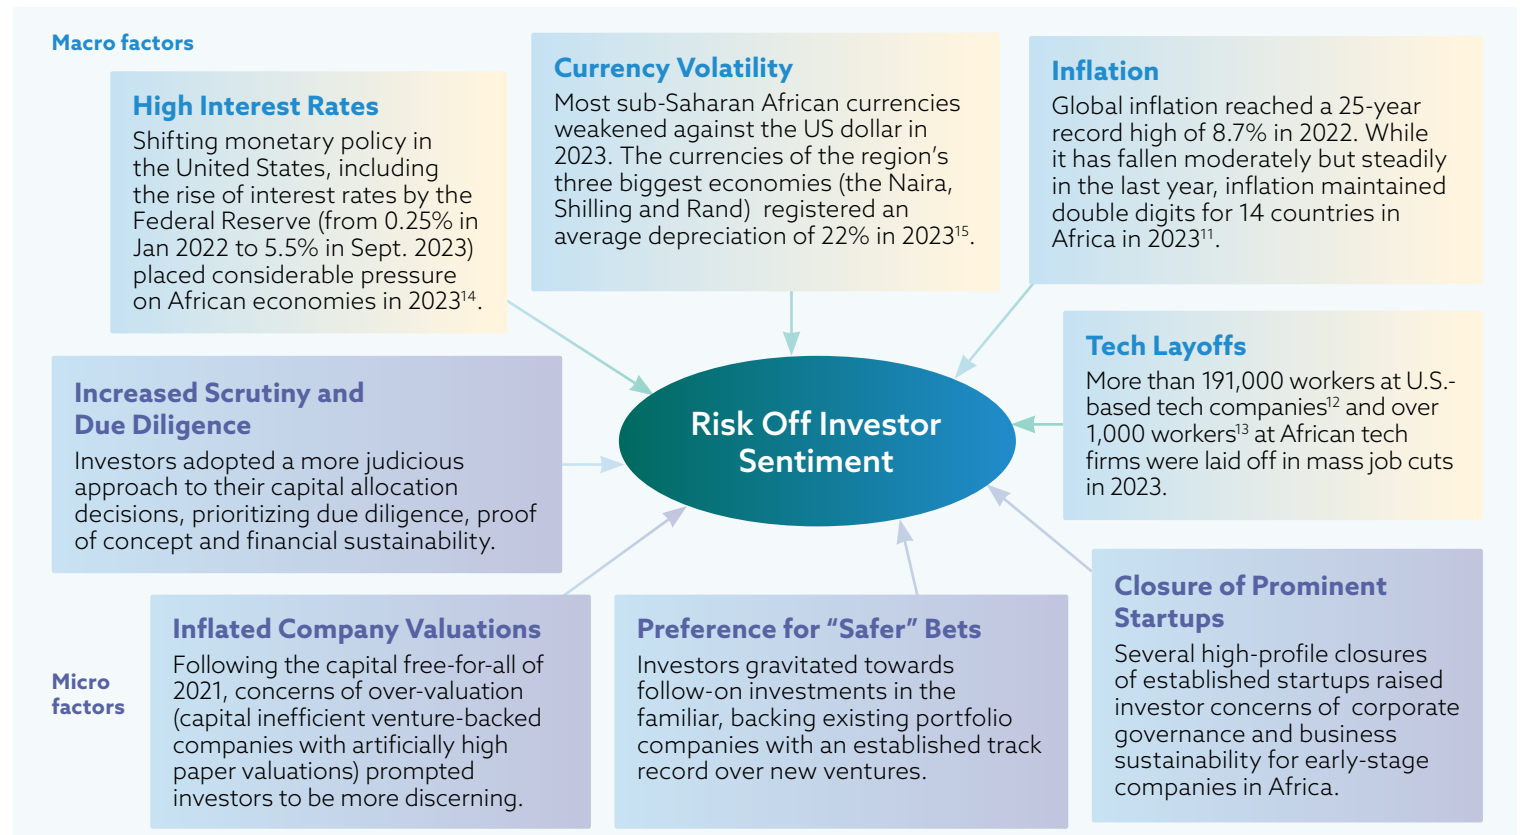 Macro factors
High Interest Rates
Shifting monetary policy in
the United States, including
the rise of interest rates by the
Federal Reserve (from 0.25% in
Jan 2022 to 5.5% in Sept. 2023)
placed considerable pressure
on African economies in 2023¹⁴.
Currency Volatility
Most sub-Saharan African currencies
weakened against the US dollar in
2023. The currencies of the region’s
three biggest economies (the Naira,
Shilling and Rand) registered an
average depreciation of 22% in 2023¹⁵.
Inflation
Global inflation reached a 25-year
record high of 8.7% in 2022. While
it has fallen moderately but steadily
in the last year, inflation maintained
double digits for 14 countries in
Africa in 2023¹¹.
Tech Layoffs
More than 191,000 workers at U.S.-
based tech companies¹² and over
1,000 workers¹³ at African tech
firms were laid off in mass job cuts
in 2023.
Risk Off Investor
Sentiment
Increased Scrutiny and
Due Diligence
Investors adopted a more judicious
approach to their capital allocation
decisions, prioritizing due diligence, proof
of concept and financial sustainability.
Micro
factors
Inflated Company Valuations
Following the capital free-for-all of
2021, concerns of over-valuation
(capital inefficient venture-backed
companies with artificially high
paper valuations) prompted
investors to be more discerning.
Preference for “Safer” Bets
Investors gravitated towards
follow-on investments in the
familiar, backing existing portfolio
companies with an established track
record over new ventures.
Closure of Prominent
Startups
Several high-profile closures
of established startups raised
investor concerns of corporate
governance and business
sustainability for early-stage
companies in Africa.